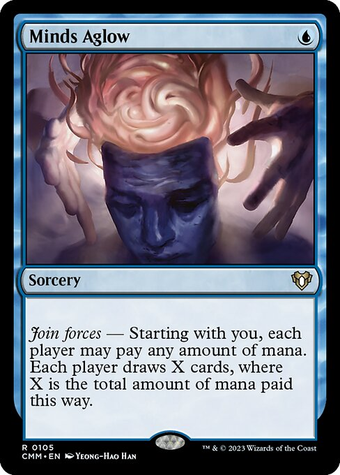 Minds Aglow
Sorcery
Join forces — Starting with you, each
player may pay any amount of mana.
Each player draws X cards, where
X is the total amount of mana paid
this way.
R 0105
CMM • EN Yeong-Hao Han
™ & © 2023 Wizards of the Coast